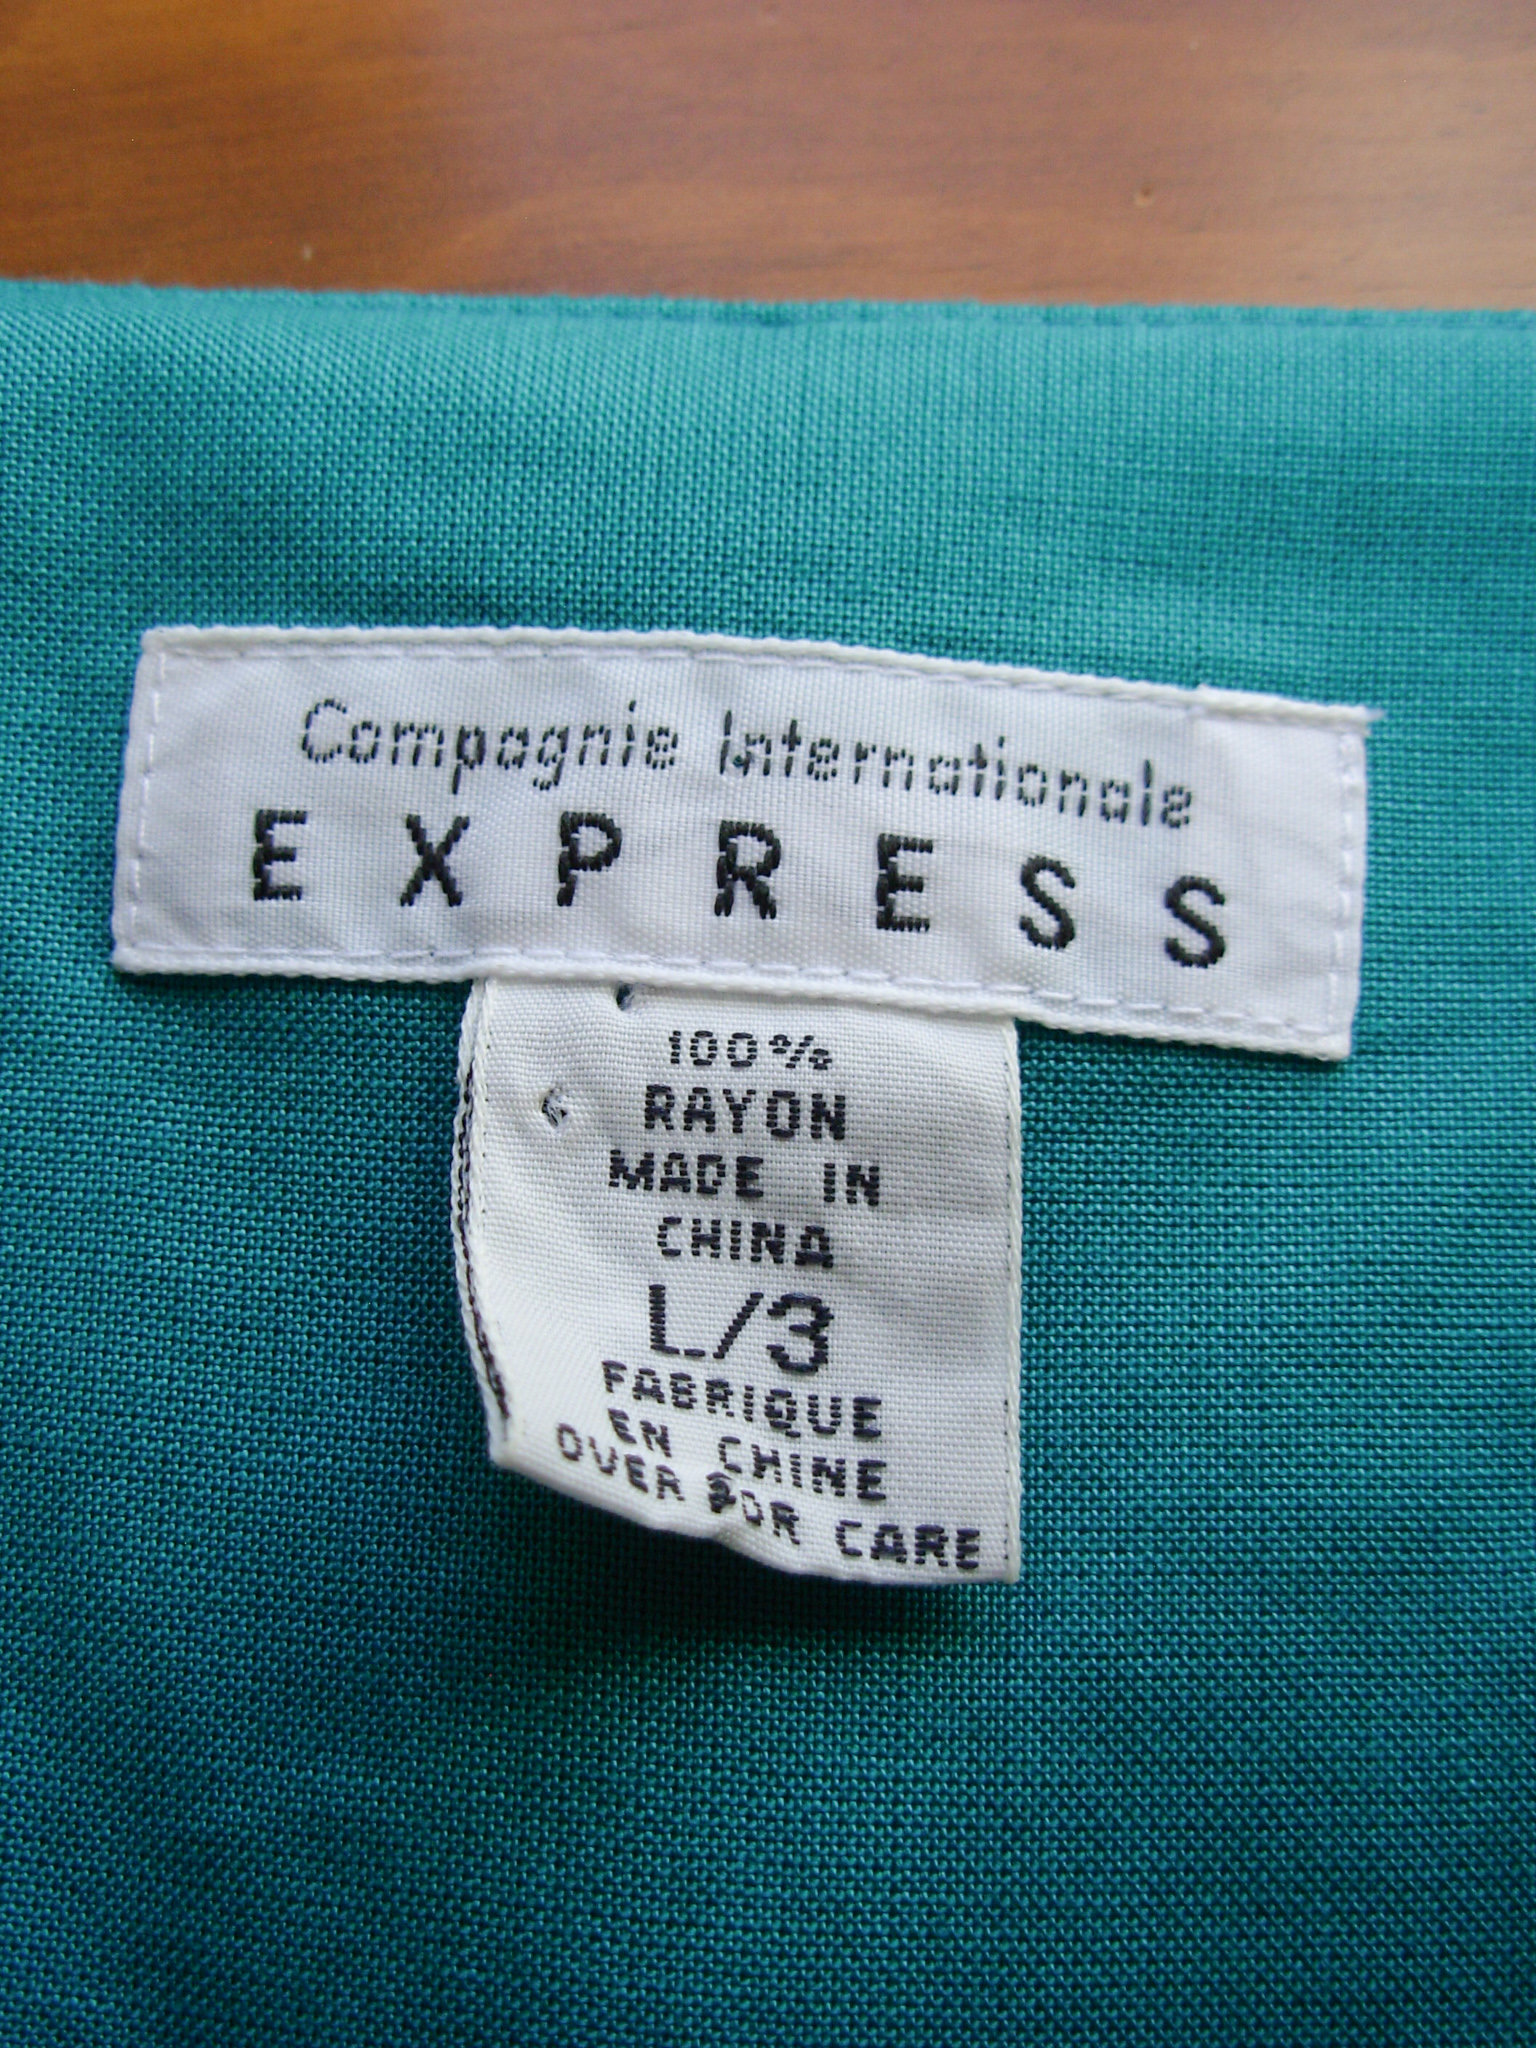 Compagnie Internationale
EXPRESS
100%
RAYON
MADE IN
CHINA
L/3
FABRIQUE
EN CHINE
OVER FOR CARE